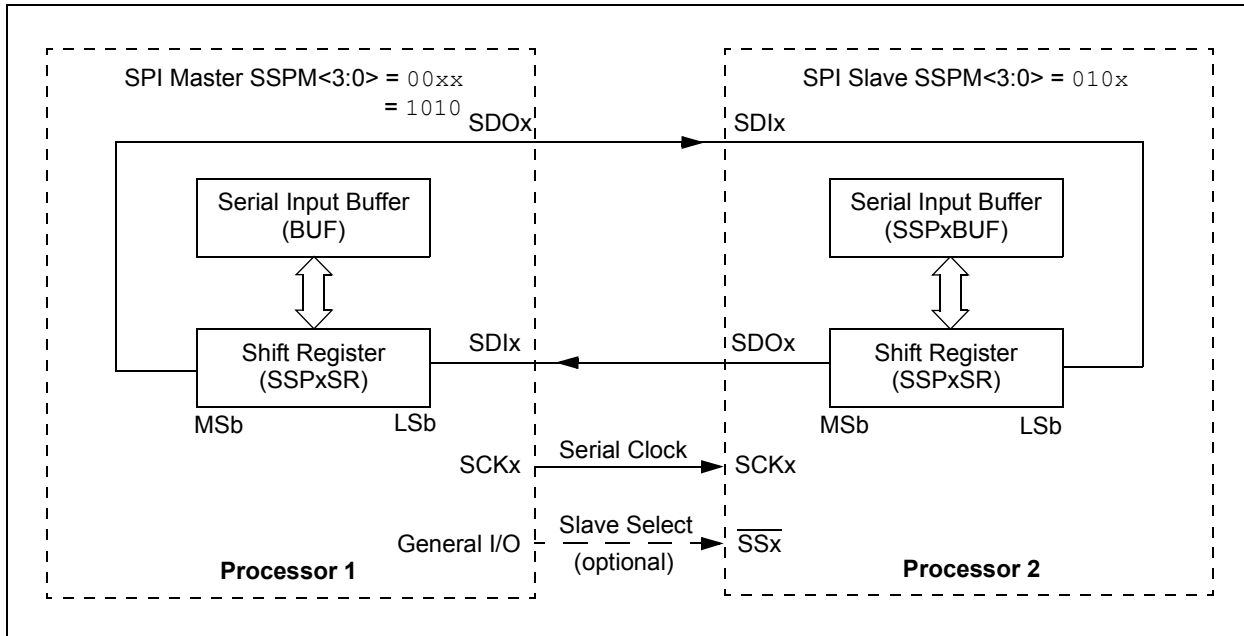 SPI Master SSPM<3:0> = 00xx
= 1010
SDOx
Serial Input Buffer
(BUF)
Shift Register
(SSPxSR)
MSb
LSb
SDIx
SCKx
General I/O
Processor 1
Serial Clock
Slave Select
(optional)
SPI Slave SSPM<3:0> = 010x
SDIx
Serial Input Buffer
(SSPxBUF)
SDOx
Shift Register
(SSPxSR)
MSb
LSb
SCKx
S̅S̅x̅
Processor 2